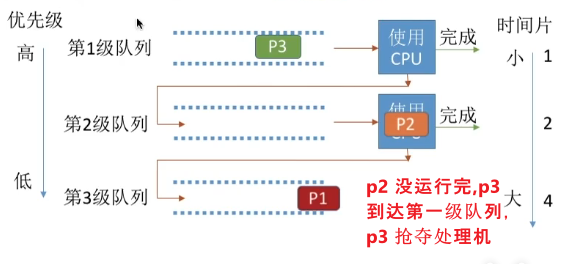 优先级
时间片
高
第1级队列
P3
使用
CPU
完成
小
1
第2级队列
使用
P2
完成
2
低
第3级队列
P1
大
4
p2 没运行完,p3
到达第一级队列,
p3 抢夺处理机